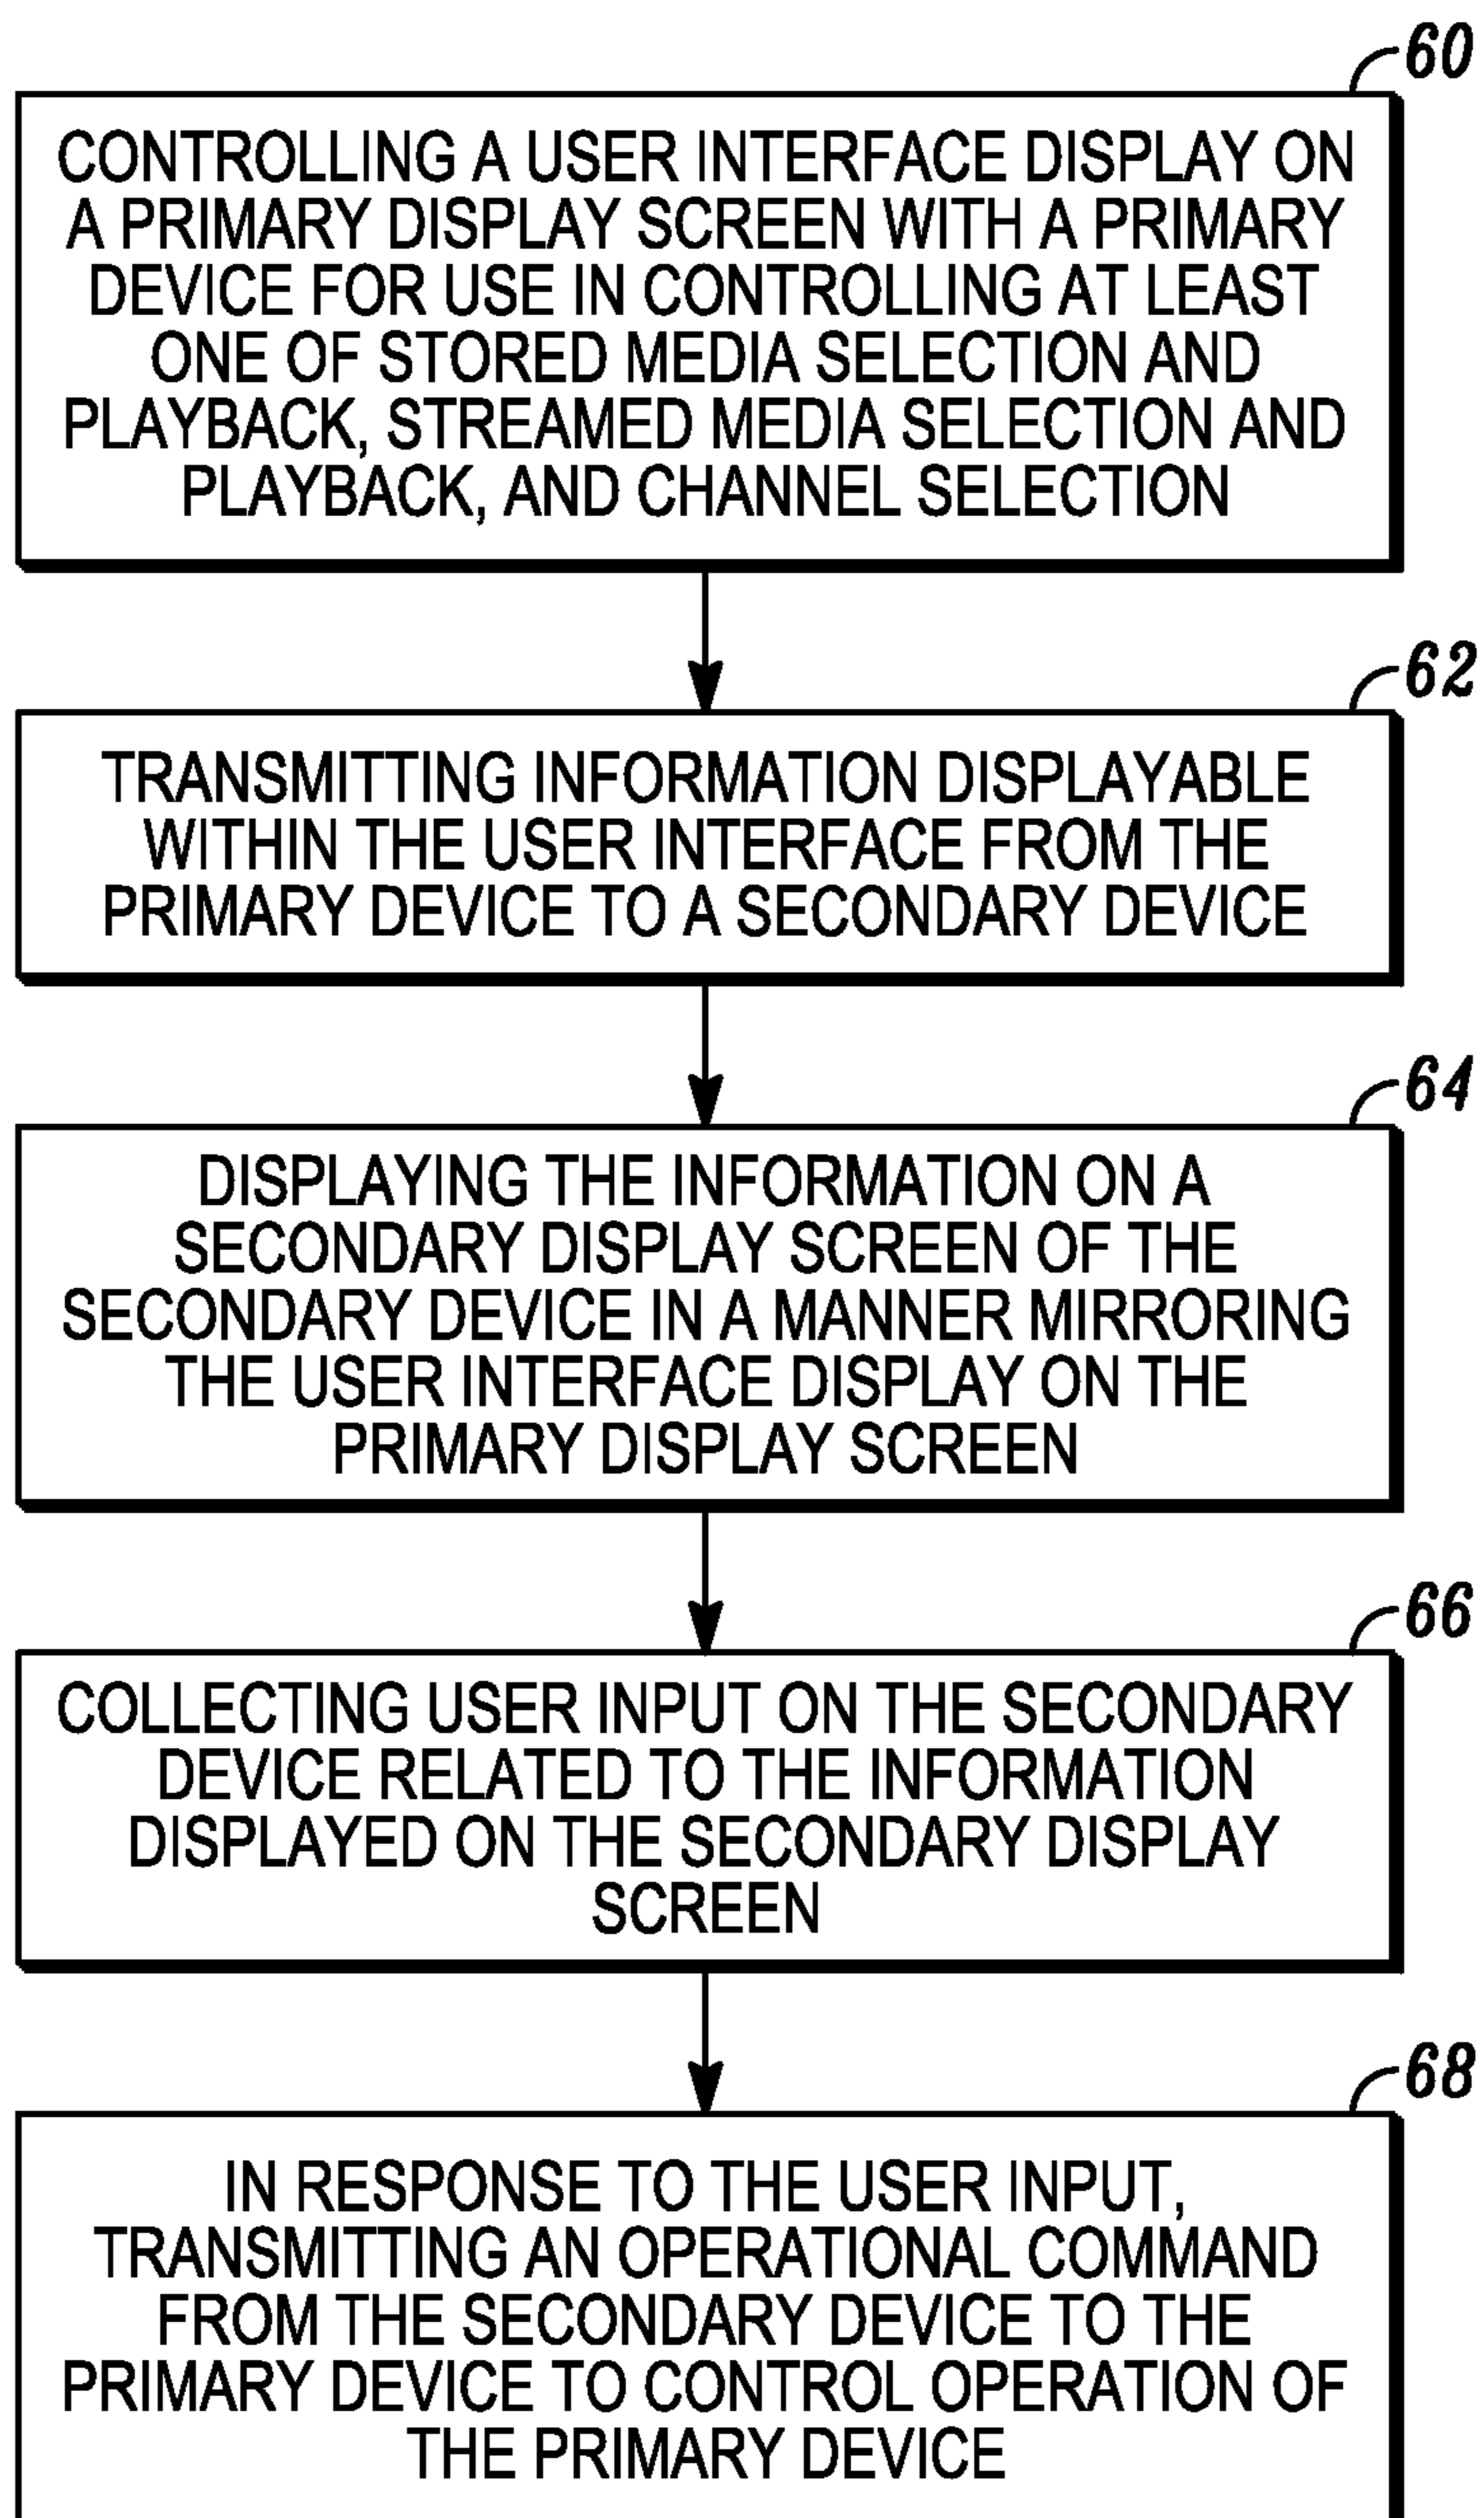 60
CONTROLLING A USER INTERFACE DISPLAY ON
A PRIMARY DISPLAY SCREEN WITH A PRIMARY
DEVICE FOR USE IN CONTROLLING AT LEAST
ONE OF STORED MEDIA SELECTION AND
PLAYBACK, STREAMED MEDIA SELECTION AND
PLAYBACK, AND CHANNEL SELECTION
62
TRANSMITTING INFORMATION DISPLAYABLE
WITHIN THE USER INTERFACE FROM THE
PRIMARY DEVICE TO A SECONDARY DEVICE
64
DISPLAYING THE INFORMATION ON A
SECONDARY DISPLAY SCREEN OF THE
SECONDARY DEVICE IN A MANNER MIRRORING
THE USER INTERFACE DISPLAY ON THE
PRIMARY DISPLAY SCREEN
66
COLLECTING USER INPUT ON THE SECONDARY
DEVICE RELATED TO THE INFORMATION
DISPLAYED ON THE SECONDARY DISPLAY
SCREEN
68
IN RESPONSE TO THE USER INPUT,
TRANSMITTING AN OPERATIONAL COMMAND
FROM THE SECONDARY DEVICE TO THE
PRIMARY DEVICE TO CONTROL OPERATION OF
THE PRIMARY DEVICE